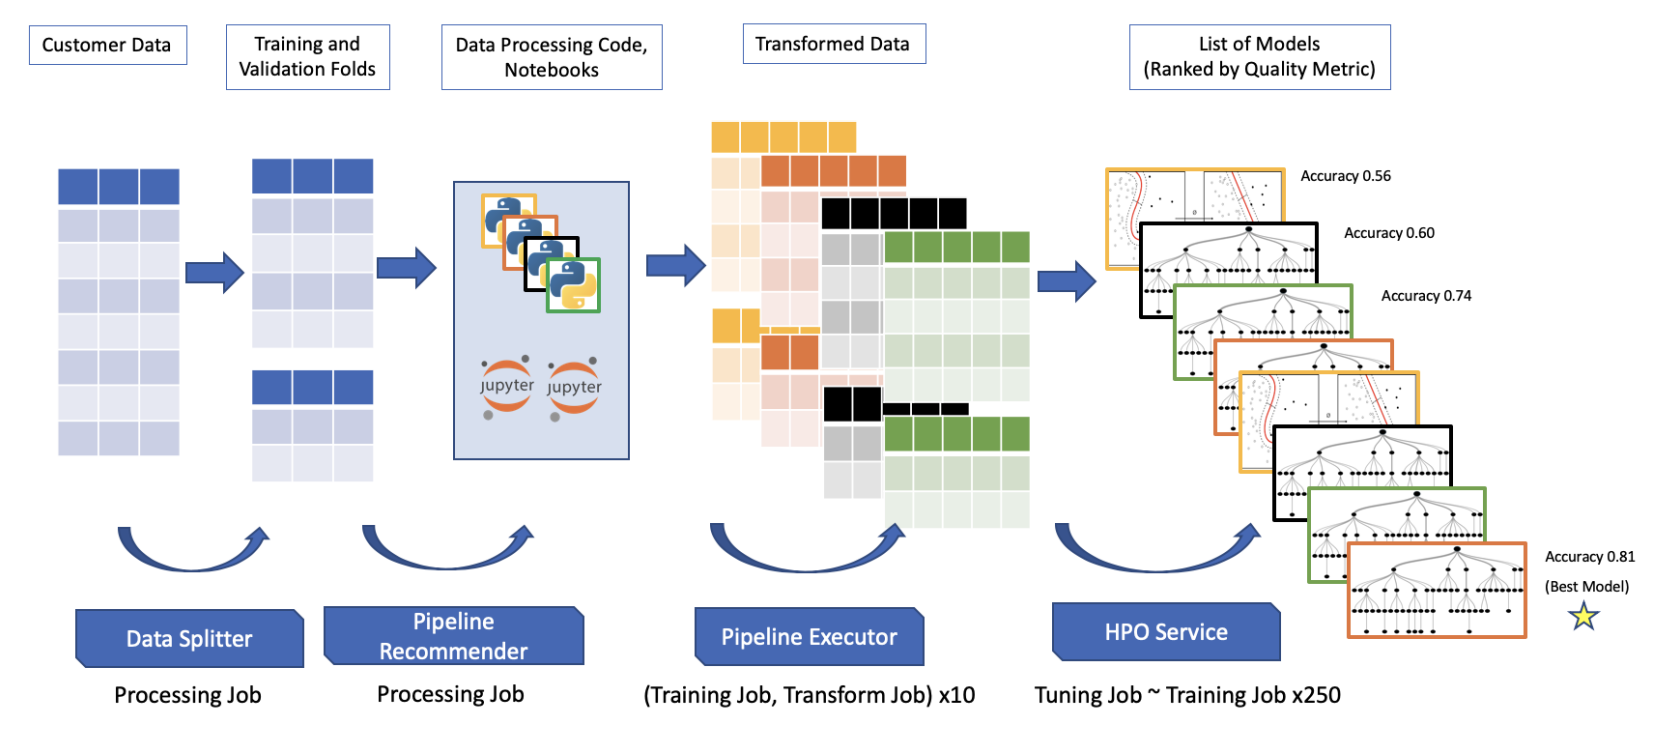 Customer Data
Training and
Validation Folds
Data Processing Code,
Notebooks
Transformed Data
List of Models
(Ranked by Quality Metric)
Accuracy 0.56
Accuracy 0.60
Accuracy 0.74
jupyter
jupyter
Accuracy 0.81
(Best Model)
Data Splitter
Pipeline
Recommender
Pipeline Executor
HPO Service
Processing Job
Processing Job
(Training Job, Transform Job) x10
Tuning Job ~ Training Job x250